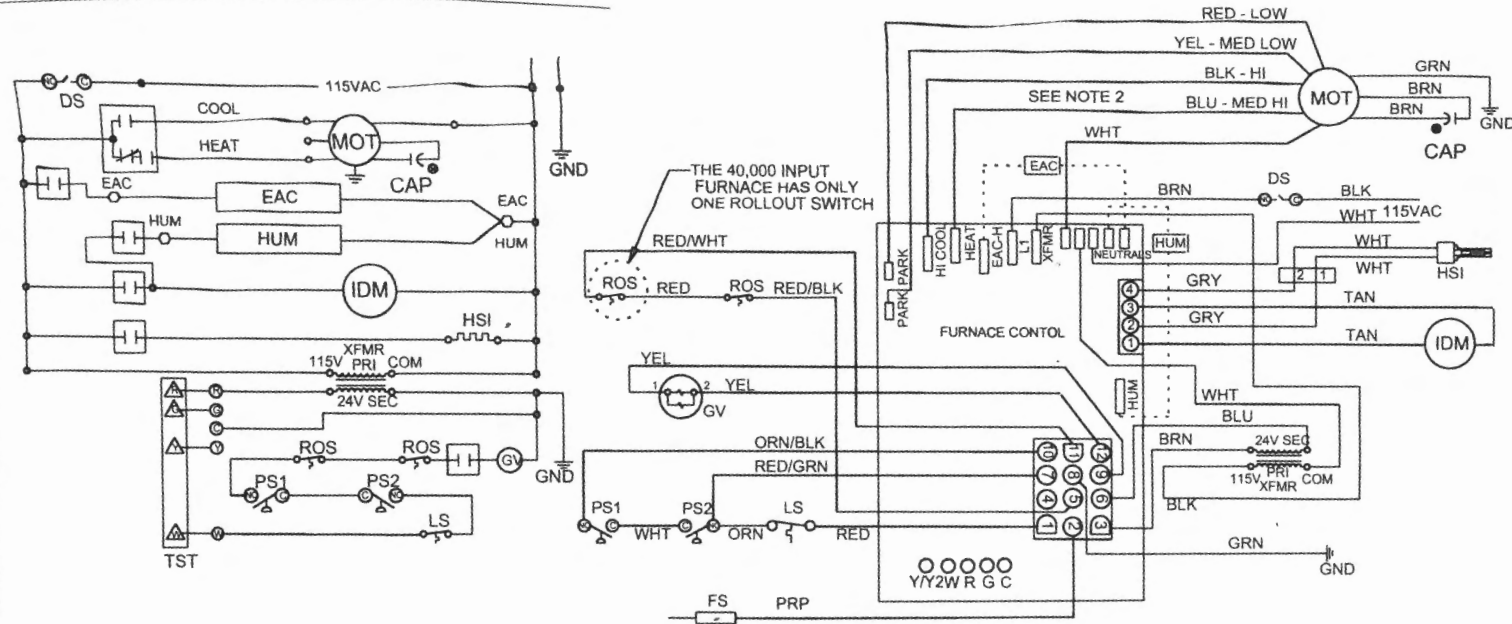 115VAC
NO
C
DS
COOL
HEAT
MOT
CAP
GND
EAC
EAC
EAC
HUM
HUM
HUM
IDM
HSI
XFMR
115V PRI COM
24V SEC
R
R
G
G
C
Y
Y
ROS
ROS
GV
GND
PS1
PS2
NO
C
C
NO
LS
W
W
TST
RED - LOW
YEL - MED LOW
BLK - HI
SEE NOTE 2
BLU - MED HI
WHT
MOT
GRN
BRN
BRN
GND
CAP
THE 40,000 INPUT
FURNACE HAS ONLY
ONE ROLLOUT SWITCH
RED/WHT
ROS
RED
ROS
RED/BLK
EAC
BRN
DS
NO
C
BLK
WHT
115VAC
PARK
PARK
HI COOL
HEAT
EAC-H
L1
XFMR
NEUTRALS
HUM
WHT
WHT
2 1
HSI
GRY
GRY
4
3
2
1
TAN
TAN
IDM
FURNACE CONTOL
HUM
YEL
YEL
1
2
GV
WHT
BLU
BRN
24V SEC
PRI
115V COM
XFMR
BLK
ORN/BLK
RED/GRN
10 11 12
7 8 9
4 5 6
1 2 3
PS1
NO
C
WHT
PS2
C
NO
ORN
LS
RED
GRN
GND
Y/Y2 W R G C
FS
PRP